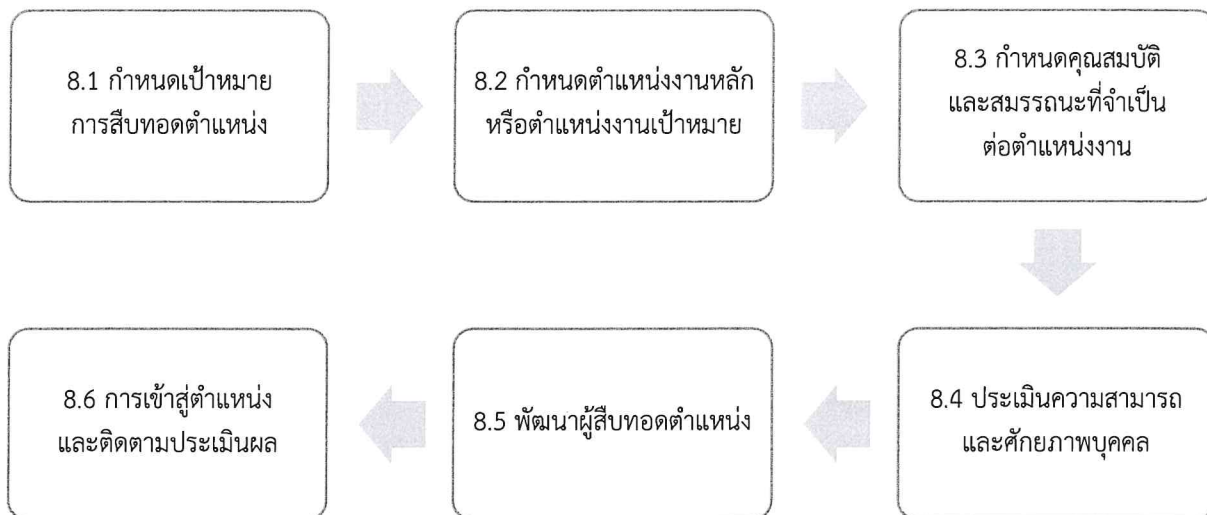 8.1 กำหนดเป้าหมาย
การสืบทอดตำแหน่ง
8.2 กำหนดตำแหน่งงานหลัก
หรือตำแหน่งงานเป้าหมาย
8.3 กำหนดคุณสมบัติ
และสมรรถนะที่จำเป็น
ต่อตำแหน่งงาน
8.4 ประเมินความสามารถ
และศักยภาพบุคคล
8.5 พัฒนาผู้สืบทอดตำแหน่ง
8.6 การเข้าสู่ตำแหน่ง
และติดตามประเมินผล